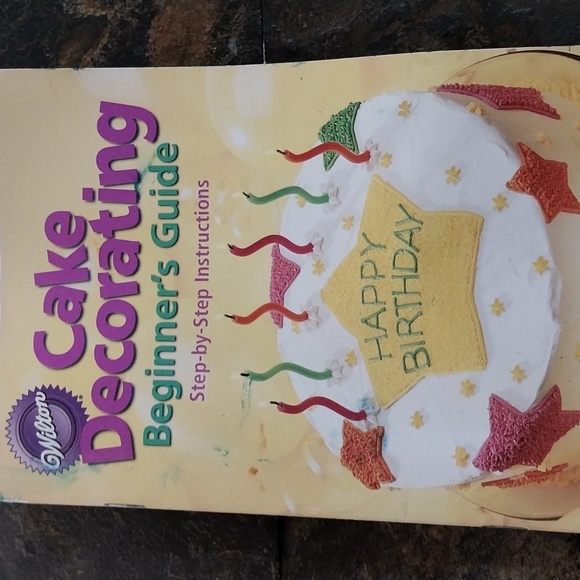 Wilton
Cake
Decorating
Beginner's Guide
Step-by-Step Instructions
HAPPY
BIRTHDAY